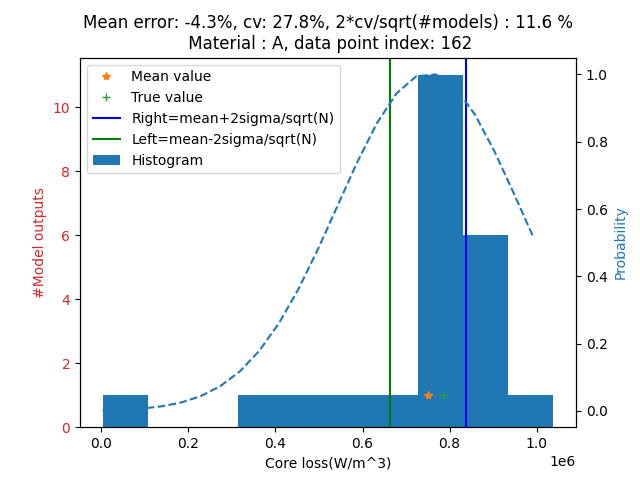 Mean error: -4.3%, cv: 27.8%, 2*cv/sqrt(#models) : 11.6 %
Material : A, data point index: 162
Mean value
True value
Right=mean+2sigma/sqrt(N)
Left=mean-2sigma/sqrt(N)
Histogram
#Model outputs
0
2
4
6
8
10
Probability
0.0
0.2
0.4
0.6
0.8
1.0
0.0
0.2
0.4
0.6
0.8
1.0
1e6
Core loss(W/m^3)